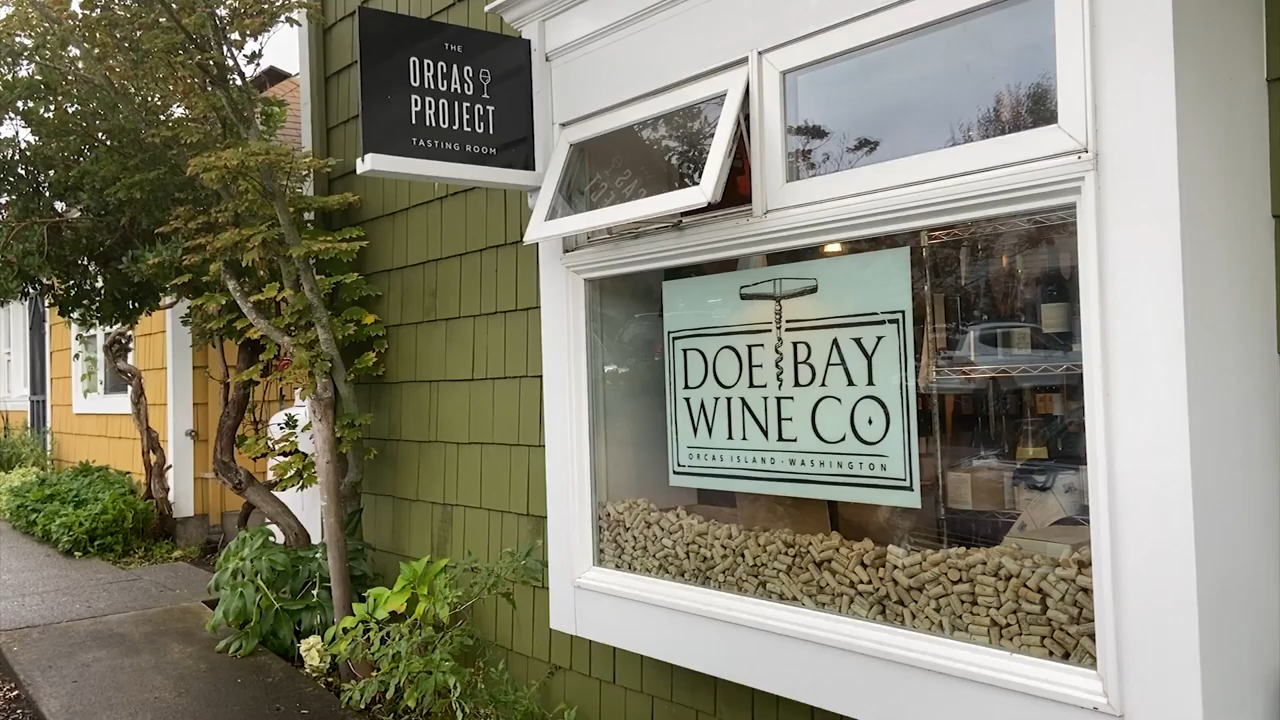 THE
ORCAS
PROJECT
TASTING ROOM
DOE BAY
WINE CO
ORCAS ISLAND · WASHINGTON